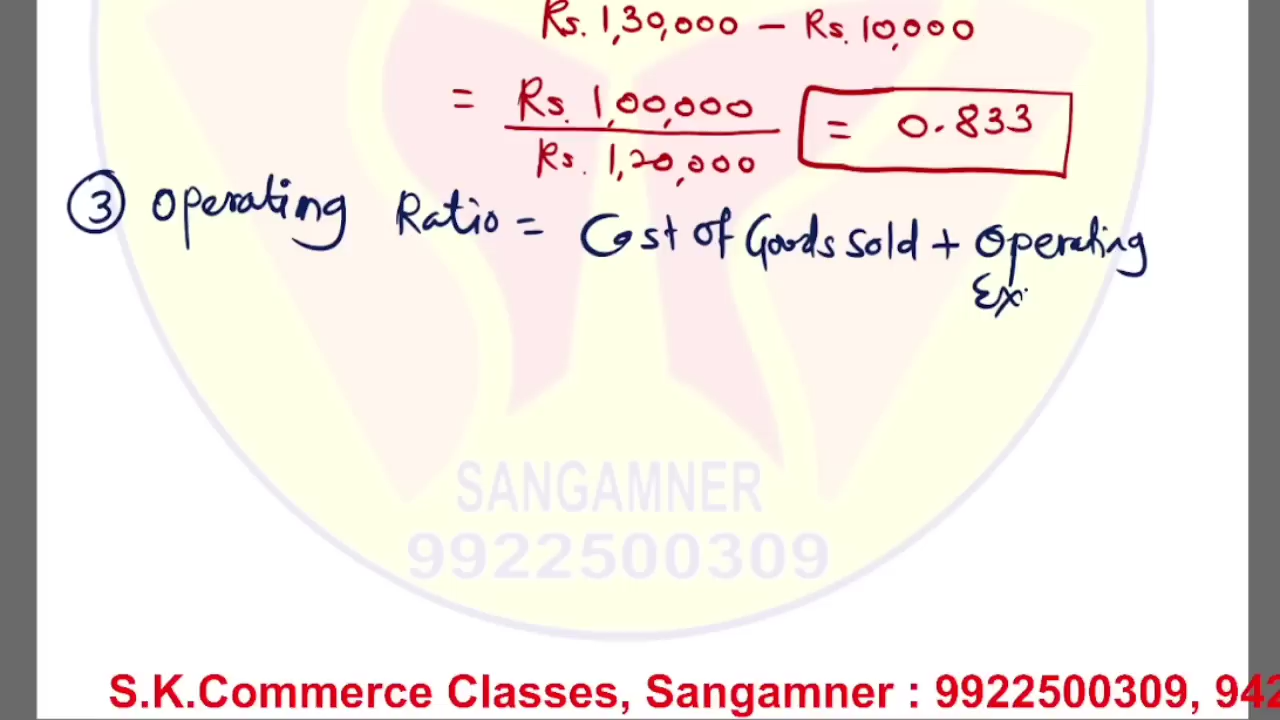 Rs. 1,30,000 - Rs. 10,000
= Rs. 1,00,000
Rs. 1,20,000
= 0.833
③ Operating Ratio = Cost of Goods sold + Operating
Ex
SANGAMNER
9922500309
S.K.Commerce Classes, Sangamner : 9922500309, 942